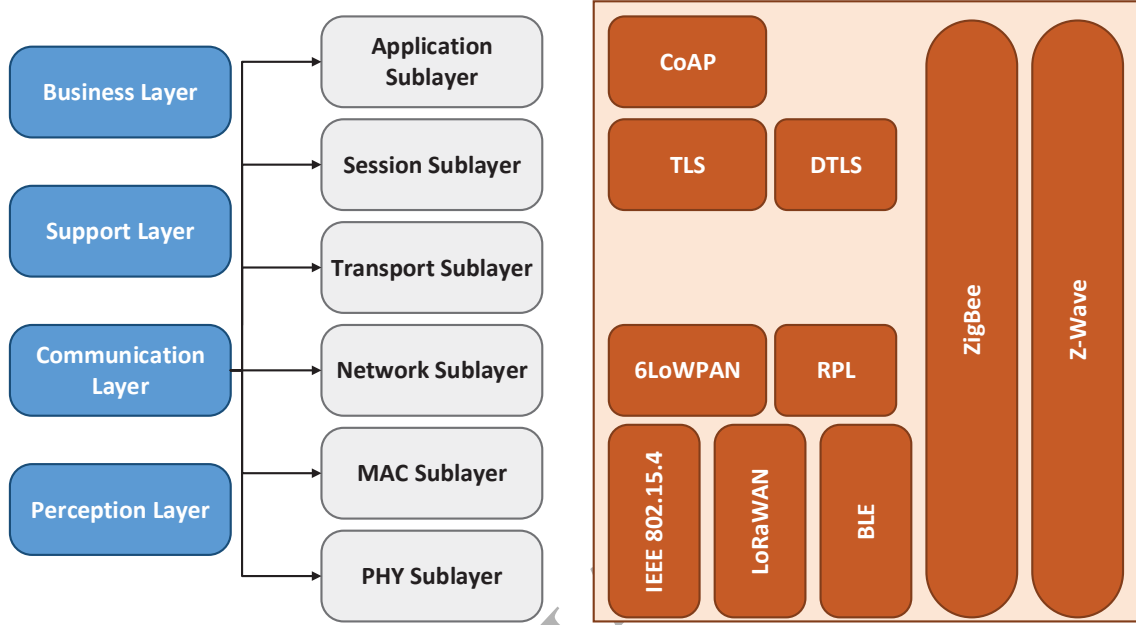 Business Layer
Support Layer
Communication
Layer
Perception Layer
Application
Sublayer
Session Sublayer
Transport Sublayer
Network Sublayer
MAC Sublayer
PHY Sublayer
CoAP
TLS
DTLS
6LoWPAN
RPL
IEEE 802.15.4
LoRaWAN
BLE
ZigBee
Z-Wave